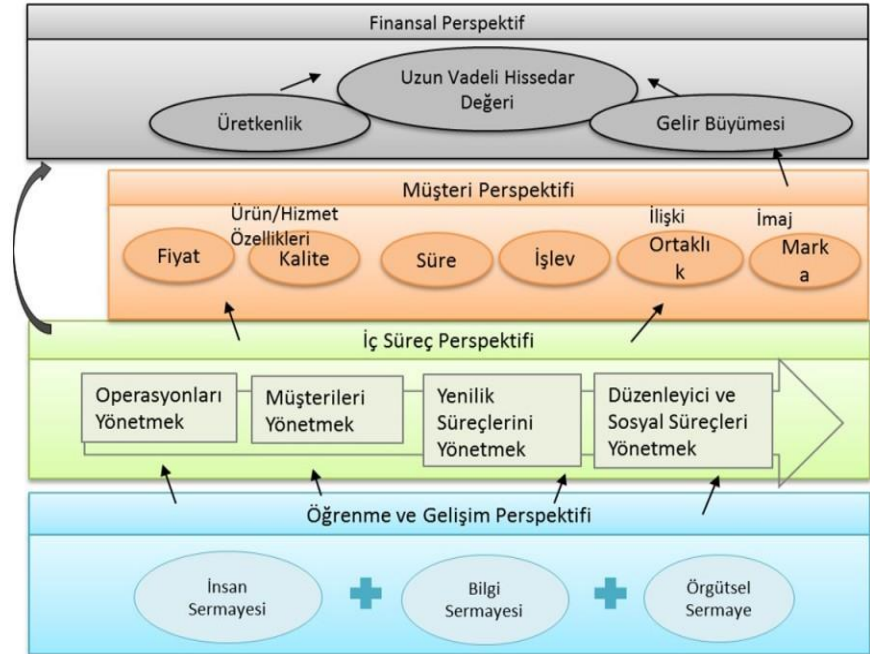 Finansal Perspektif
Uzun Vadeli Hissedar
Değeri
Üretkenlik
Gelir Büyümesi
Müşteri Perspektifi
Ürün/Hizmet
Özellikleri
İlişki
İmaj
Fiyat
Kalite
Süre
İşlev
Ortaklı
k
Mark
a
İç Süreç Perspektifi
Operasyonları
Yönetmek
Müşterileri
Yönetmek
Yenilik
Süreçlerini
Yönetmek
Düzenleyici ve
Sosyal Süreçleri
Yönetmek
Öğrenme ve Gelişim Perspektifi
İnsan
Sermayesi
Bilgi
Sermayesi
Örgütsel
Sermaye